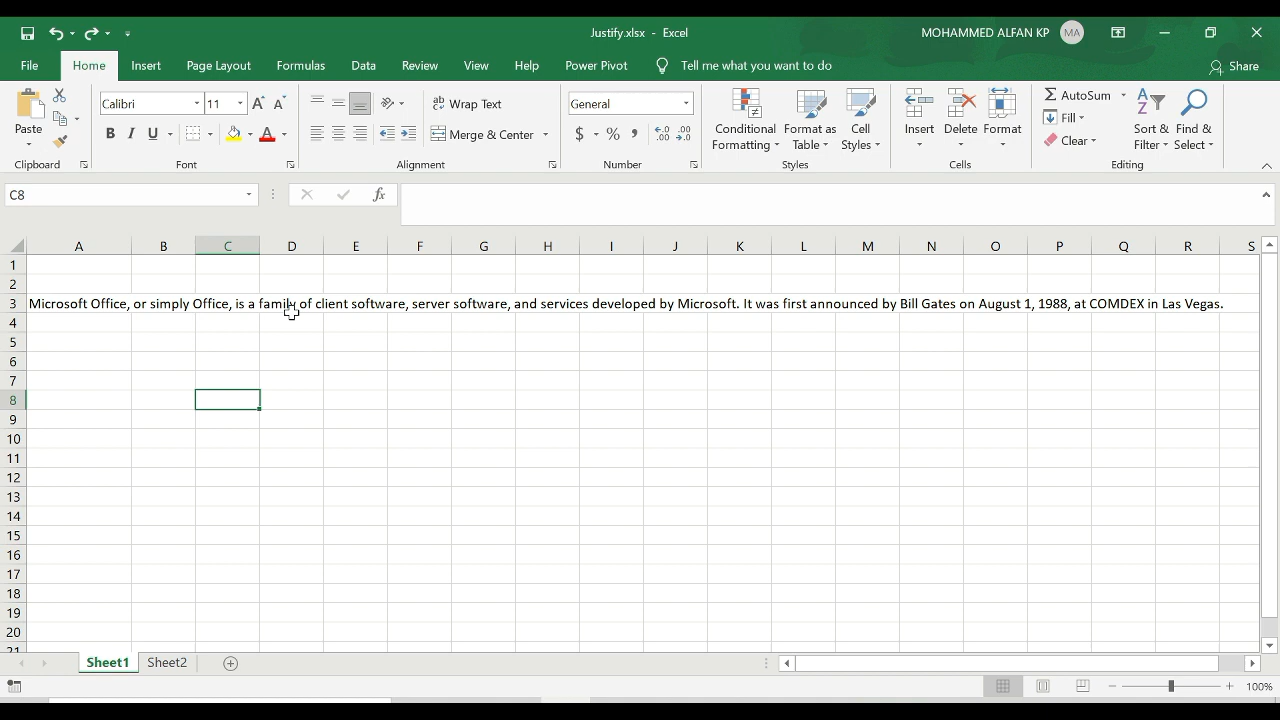 Justify.xlsx - Excel
MOHAMMED ALFAN KP
MA
File Home Insert Page Layout Formulas Data Review View Help Power Pivot Tell me what you want to do Share
Paste
Calibri 11
Wrap Text
General
Conditional Formatting
Format as Table
Cell Styles
Insert Delete Format
AutoSum
Fill
Clear
Sort & Filter
Find & Select
B I U
Merge & Center
$ % ,
Clipboard Font Alignment Number Styles Cells Editing
C8
fx
A B C D E F G H I J K L M N O P Q R S
1
2
3 Microsoft Office, or simply Office, is a family of client software, server software, and services developed by Microsoft. It was first announced by Bill Gates on August 1, 1988, at COMDEX in Las Vegas.
4
5
6
7
8
9
10
11
12
13
14
15
16
17
18
19
20
21
Sheet1 Sheet2
100%